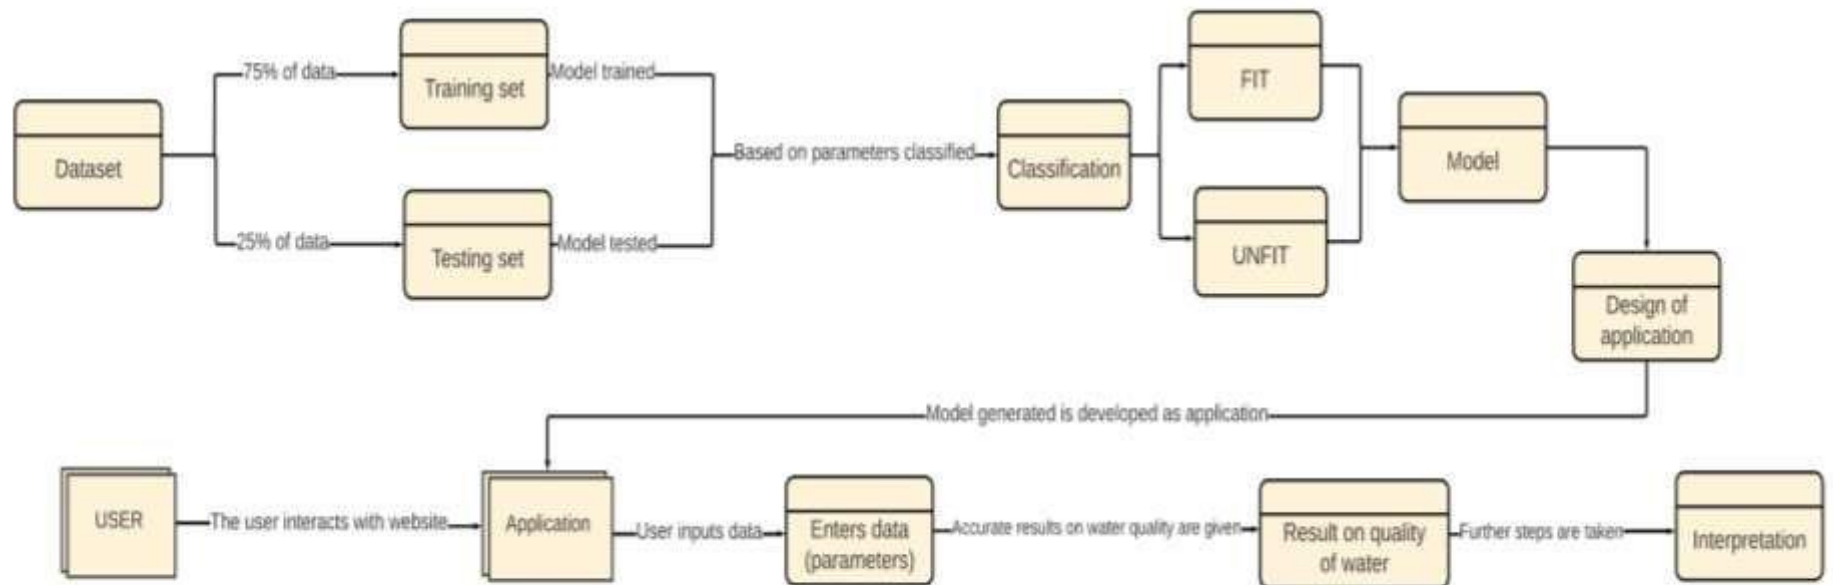 75% of data
Training set
Model trained
Dataset
25% of data
Testing set
Model tested
Based on parameters classified
Classification
FIT
UNFIT
Model
Design of
application
Model generated is developed as application
USER
The user interacts with website
Application
User inputs data
Enters data
(parameters)
Accurate results on water quality are given
Result on quality
of water
Further steps are taken
Interpretation